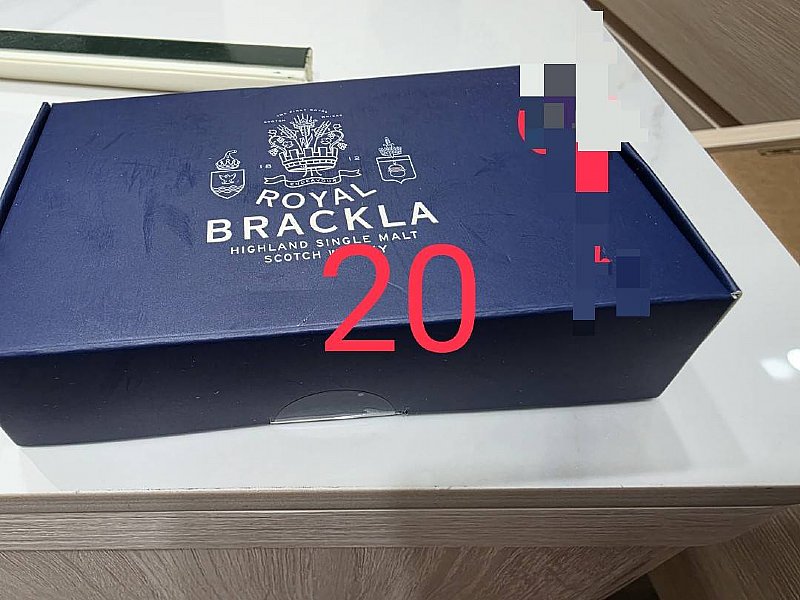 18 12
ROYAL
BRACKLA
HIGHLAND SINGLE MALT
SCOTCH
20